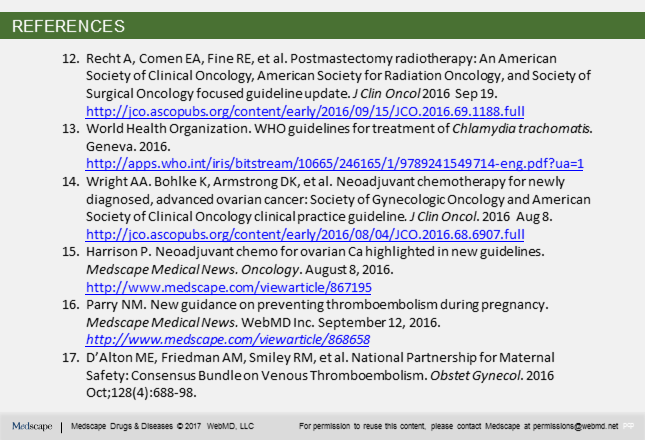 REFERENCES
12. Recht A, Comen EA, Fine RE, et al. Postmastectomy radiotherapy: An American
Society of Clinical Oncology, American Society for Radiation Oncology, and Society of
Surgical Oncology focused guideline update. J Clin Oncol 2016 Sep 19.
http://jco.ascopubs.org/content/early/2016/09/15/JCO.2016.69.1188.full
13. World Health Organization. WHO guidelines for treatment of Chlamydia trachomatis.
Geneva. 2016.
http://apps.who.int/iris/bitstream/10665/246165/1/9789241549714-eng.pdf?ua=1
14. Wright AA. Bohlke K, Armstrong DK, et al. Neoadjuvant chemotherapy for newly
diagnosed, advanced ovarian cancer: Society of Gynecologic Oncology and American
Society of Clinical Oncology clinical practice guideline. J Clin Oncol. 2016 Aug 8.
http://jco.ascopubs.org/content/early/2016/08/04/JCO.2016.68.6907.full
15. Harrison P. Neoadjuvant chemo for ovarian Ca highlighted in new guidelines.
Medscape Medical News. Oncology. August 8, 2016.
http://www.medscape.com/viewarticle/867195
16. Parry NM. New guidance on preventing thromboembolism during pregnancy.
Medscape Medical News. WebMD Inc. September 12, 2016.
http://www.medscape.com/viewarticle/868658
17. D'Alton ME, Friedman AM, Smiley RM, et al. National Partnership for Maternal
Safety: Consensus Bundle on Venous Thromboembolism. Obstet Gynecol. 2016
Oct;128(4):688-98.
Medscape | Medscape Drugs & Diseases © 2017 WebMD, LLC For permission to reuse this content, please contact Medscape at permissions@webmd.net